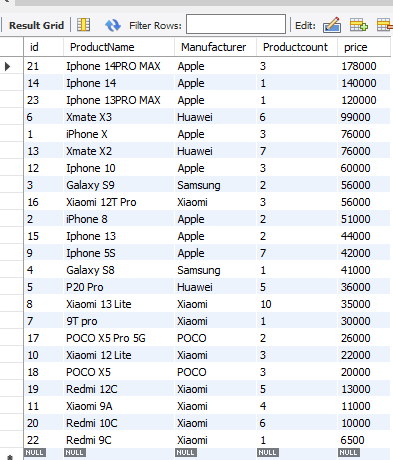 Result Grid Filter Rows: Edit:
id ProductName Manufacturer Productcount price
21 Iphone 14PRO MAX Apple 3 178000
14 Iphone 14 Apple 1 140000
23 Iphone 13PRO MAX Apple 1 120000
6 Xmate X3 Huawei 6 99000
1 iPhone X Apple 3 76000
13 Xmate X2 Huawei 7 76000
12 Iphone 10 Apple 3 60000
3 Galaxy S9 Samsung 2 56000
16 Xiaomi 12T Pro Xiaomi 3 56000
2 iPhone 8 Apple 2 51000
15 Iphone 13 Apple 2 44000
9 Iphone 5S Apple 7 42000
4 Galaxy S8 Samsung 1 41000
5 P20 Pro Huawei 5 36000
8 Xiaomi 13 Lite Xiaomi 10 35000
7 9T pro Xiaomi 1 30000
17 POCO X5 Pro 5G POCO 2 26000
10 Xiaomi 12 Lite Xiaomi 3 22000
18 POCO X5 POCO 3 20000
19 Redmi 12C Xiaomi 5 13000
11 Xiaomi 9A Xiaomi 4 11000
20 Redmi 10C Xiaomi 6 10000
22 Redmi 9C Xiaomi 1 6500
NULL NULL NULL NULL NULL